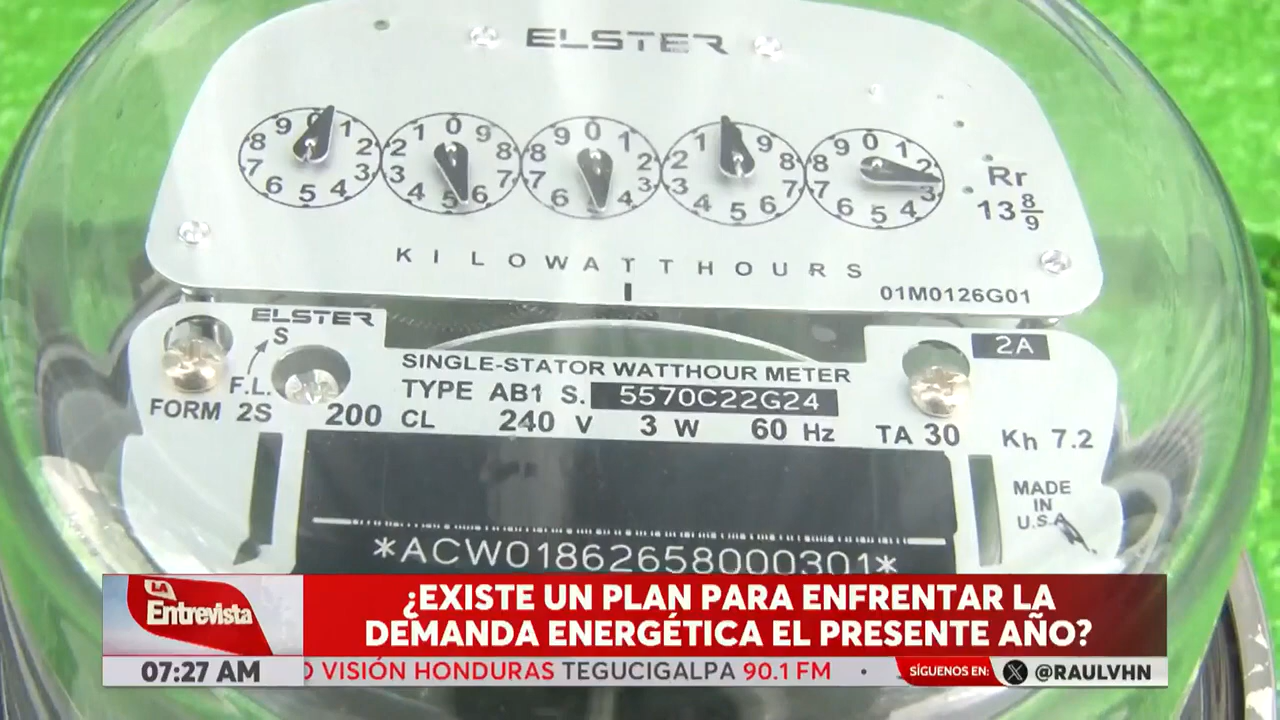 ELSTER
9 0 1 8 2 7 3 6 5 4
1 0 9 2 8 3 7 4 5 6
9 0 1 8 2 7 3 6 4
1 9 2 8 3 7 4 5 6
9 0 1 8 2 7 3 6 5 4
Rr
13 8/9
KILOWATTHOURS
01M0126G01
ELSTER
S
2A
SINGLE-STATOR WATTHOUR METER
F.L.
TYPE AB1 S. 5570C22G24
FORM 2S
200 CL 240 V 3 W 60 Hz TA 30 Kh 7.2
MADE
IN
U.S.A
*ACW01862658000301*
LA
Entrevista
¿EXISTE UN PLAN PARA ENFRENTAR LA
DEMANDA ENERGÉTICA EL PRESENTE AÑO?
07:27 AM
O VISIÓN HONDURAS TEGUCIGALPA 90.1 FM •
SÍGUENOS EN: X @RAULVHN